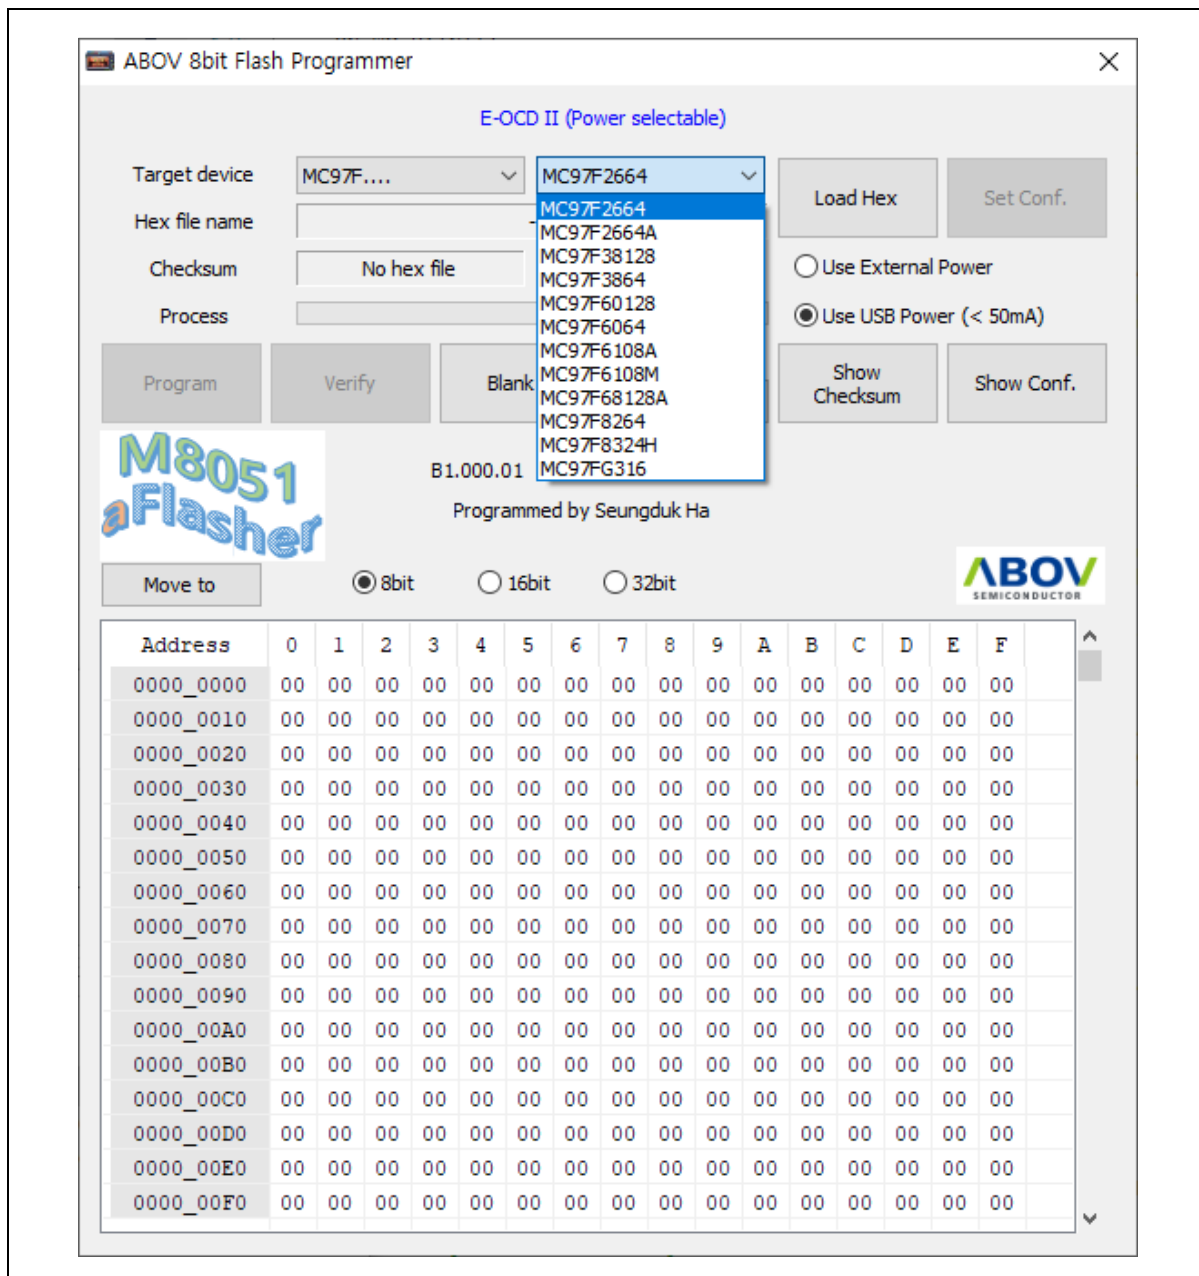 ABOV 8bit Flash Programmer
E-OCD II (Power selectable)
Target device MC97F.... MC97F2664 Load Hex Set Conf.
MC97F2664
Hex file name
MC97F2664A
MC97F38128
Checksum No hex file Use External Power
MC97F3864
MC97F60128
Process Use USB Power (< 50mA)
MC97F6064
MC97F6108A
MC97F6108M
Program Verify Blank Show Checksum Show Conf.
MC97F68128A
MC97F8264
MC97F8324H
MC97FG316
M8051
aFlasher
B1.000.01
Programmed by Seungduk Ha
ABOV
SEMICONDUCTOR
Move to 8bit 16bit 32bit
Address 0 1 2 3 4 5 6 7 8 9 A B C D E F
0000_0000 00 00 00 00 00 00 00 00 00 00 00 00 00 00 00 00
0000_0010 00 00 00 00 00 00 00 00 00 00 00 00 00 00 00 00
0000_0020 00 00 00 00 00 00 00 00 00 00 00 00 00 00 00 00
0000_0030 00 00 00 00 00 00 00 00 00 00 00 00 00 00 00 00
0000_0040 00 00 00 00 00 00 00 00 00 00 00 00 00 00 00 00
0000_0050 00 00 00 00 00 00 00 00 00 00 00 00 00 00 00 00
0000_0060 00 00 00 00 00 00 00 00 00 00 00 00 00 00 00 00
0000_0070 00 00 00 00 00 00 00 00 00 00 00 00 00 00 00 00
0000_0080 00 00 00 00 00 00 00 00 00 00 00 00 00 00 00 00
0000_0090 00 00 00 00 00 00 00 00 00 00 00 00 00 00 00 00
0000_00A0 00 00 00 00 00 00 00 00 00 00 00 00 00 00 00 00
0000_00B0 00 00 00 00 00 00 00 00 00 00 00 00 00 00 00 00
0000_00C0 00 00 00 00 00 00 00 00 00 00 00 00 00 00 00 00
0000_00D0 00 00 00 00 00 00 00 00 00 00 00 00 00 00 00 00
0000_00E0 00 00 00 00 00 00 00 00 00 00 00 00 00 00 00 00
0000_00F0 00 00 00 00 00 00 00 00 00 00 00 00 00 00 00 00